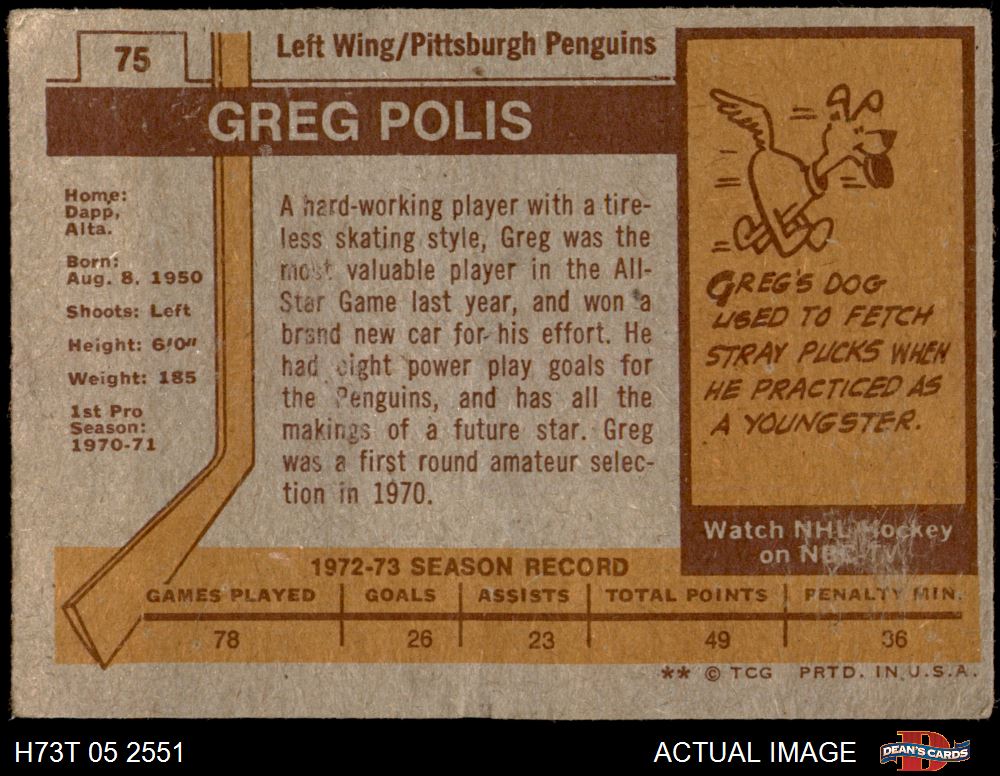 75
Left Wing/Pittsburgh Penguins
GREG POLIS
Home:
Dapp,
Alta.
Born:
Aug. 8, 1950
Shoots: Left
Height: 6'0"
Weight: 185
1st Pro
Season:
1970-71
A hard-working player with a tire-
less skating style, Greg was the
most valuable player in the All-
Star Game last year, and won a
brand new car for his effort. He
had eight power play goals for
the Penguins, and has all the
makings of a future star. Greg
was a first round amateur selec-
tion in 1970.
GREG'S DOG
USED TO FETCH
STRAY PUCKS WHEN
HE PRACTICED AS
A YOUNGSTER.
Watch NHL Hockey
on NBC-TV
1972-73 SEASON RECORD
GAMES PLAYED GOALS ASSISTS TOTAL POINTS PENALTY MIN.
78 26 23 49 36
** © TCG PRTD. IN U.S.A.
H73T 05 2551
ACTUAL IMAGE
D
DEAN'S CARDS